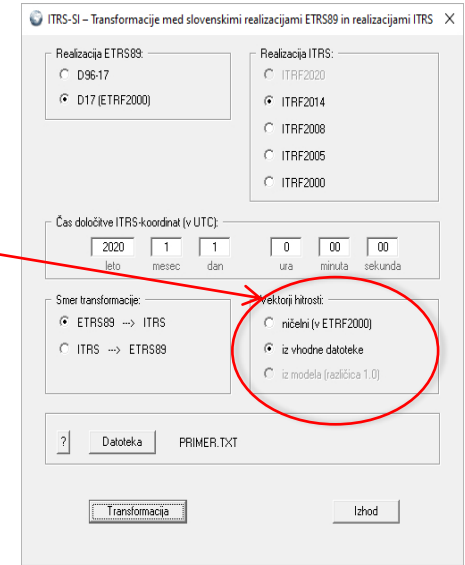 ITRS-SI – Transformacije med slovenskimi realizacijami ETRS89 in realizacijami ITRS X
Realizacija ETRS89:
D96-17
D17 (ETRF2000)
Realizacija ITRS:
ITRF2020
ITRF2014
ITRF2008
ITRF2005
ITRF2000
Čas določitve ITRS-koordinat (v UTC):
2020 1 1 0 00 00
leto mesec dan ura minuta sekunda
Smer transformacije:
ETRS89 ---> ITRS
ITRS ---> ETRS89
Vektorji hitrosti:
ničelni (v ETRF2000)
iz vhodne datoteke
iz modela (različica 1.0)
? Datoteka PRIMER.TXT
Transformacija Izhod